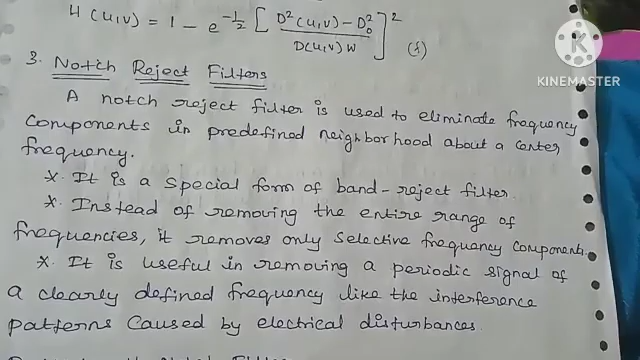 H(u,v) = 1 - e^{-1/2 [ (D²(u,v) - D₀²) / (D(u,v) W) ]²} (8)
KINEMASTER
3. Notch Reject Filters
A notch reject filter is used to eliminate frequency
components in predefined neighborhood about a center
frequency.
* It is a special form of band-reject filter.
* Instead of removing the entire range of
frequencies, it removes only selective frequency components.
* It is useful in removing a periodic signal of
a clearly defined frequency like the interference
patterns caused by electrical disturbances.